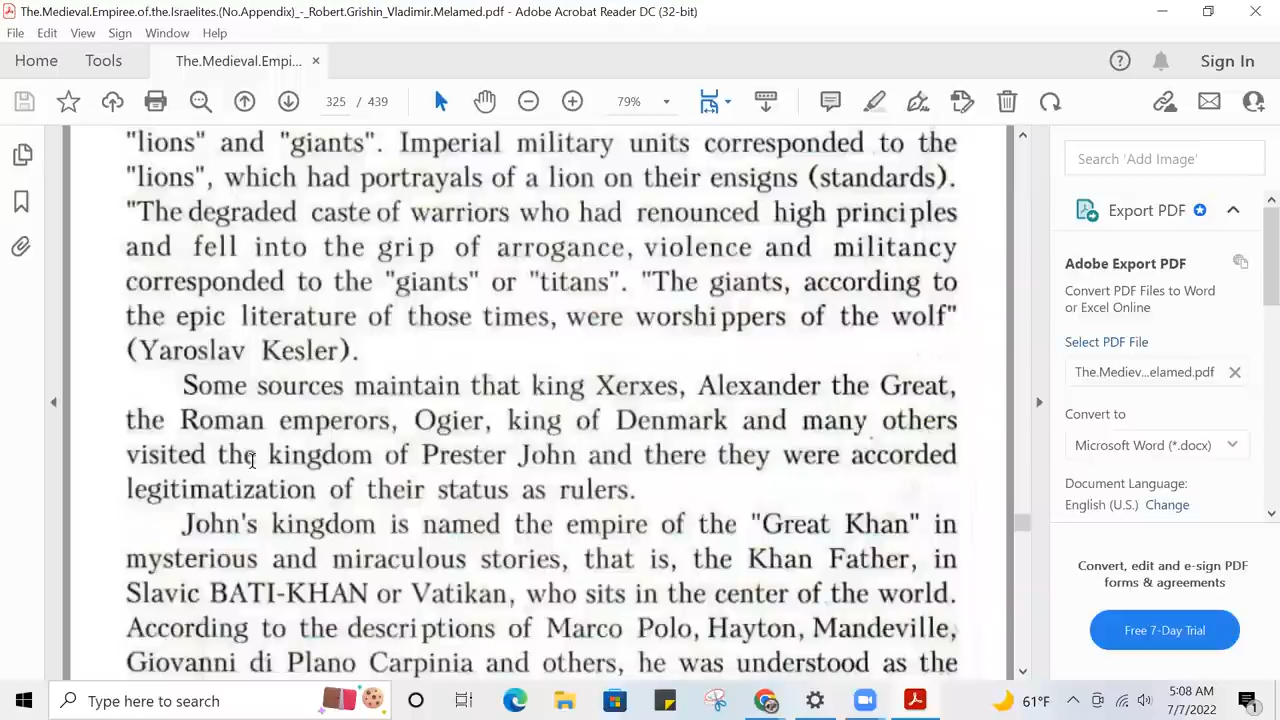 The.Medieval.Empiree.of.the.Israelites.(No.Appendix)_-_Robert.Grishin_Vladimir.Melamed.pdf - Adobe Acrobat Reader DC (32-bit)
File Edit View Sign Window Help
Home Tools The.Medieval.Empi... × Sign In
325 / 439 79%
"lions" and "giants". Imperial military units corresponded to the
"lions", which had portrayals of a lion on their ensigns (standards).
"The degraded caste of warriors who had renounced high principles
and fell into the grip of arrogance, violence and militancy
corresponded to the "giants" or "titans". "The giants, according to
the epic literature of those times, were worshippers of the wolf"
(Yaroslav Kesler).
Some sources maintain that king Xerxes, Alexander the Great,
the Roman emperors, Ogier, king of Denmark and many others
visited the kingdom of Prester John and there they were accorded
legitimatization of their status as rulers.
John's kingdom is named the empire of the "Great Khan" in
mysterious and miraculous stories, that is, the Khan Father, in
Slavic BATI-KHAN or Vatikan, who sits in the center of the world.
According to the descriptions of Marco Polo, Hayton, Mandeville,
Giovanni di Plano Carpinia and others, he was understood as the
Search 'Add Image'
Export PDF
Adobe Export PDF
Convert PDF Files to Word
or Excel Online
Select PDF File
The.Mediev...elamed.pdf
Convert to
Microsoft Word (*.docx)
Document Language:
English (U.S.) Change
Convert, edit and e-sign PDF
forms & agreements
Free 7-Day Trial
Type here to search
61°F
5:08 AM
7/7/2022
1